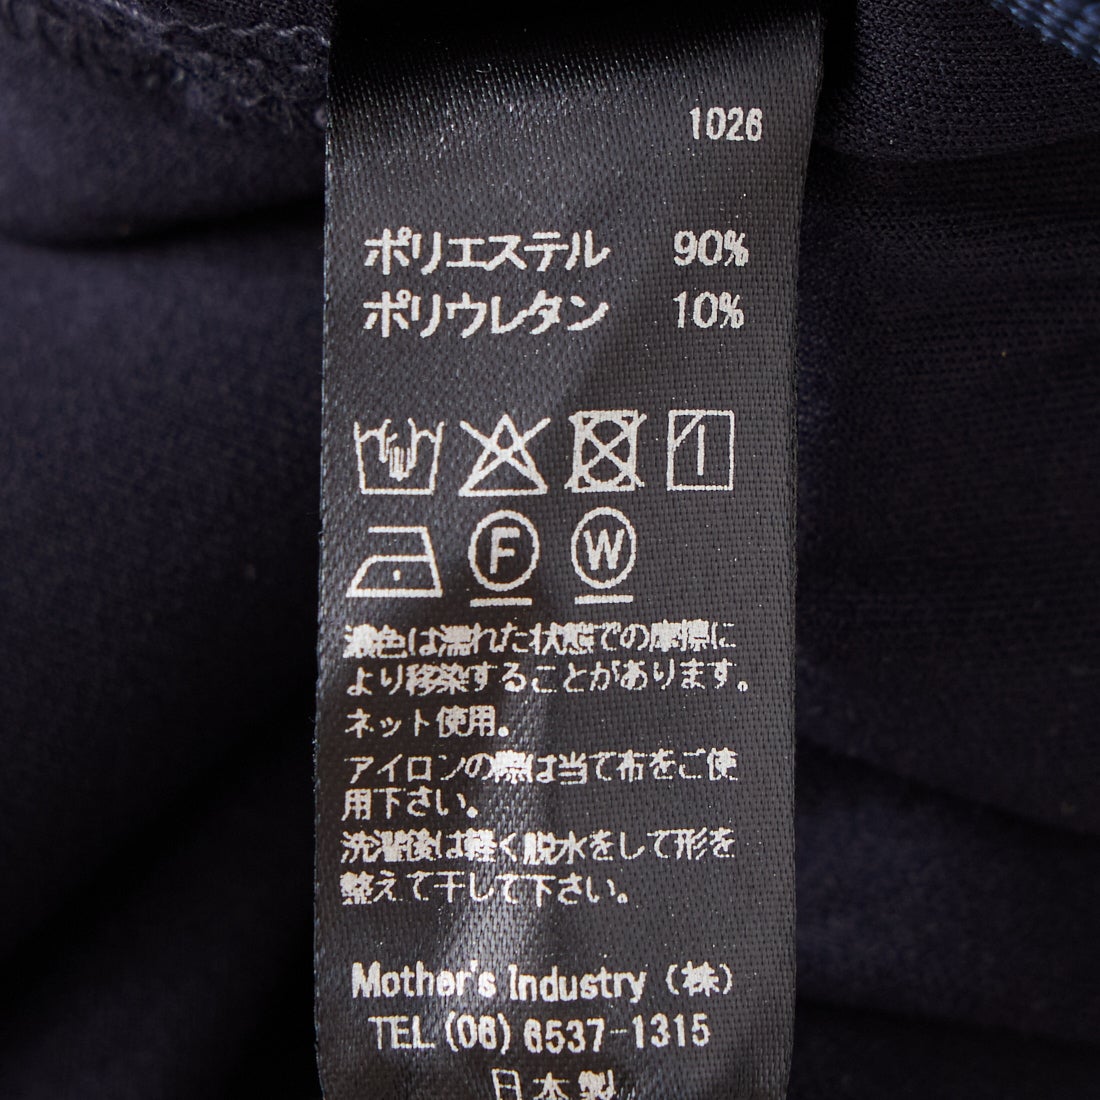 1026
ポリエステル 90%
ポリウレタン 10%
F W
濃色は濡れた状態での摩擦に
より移染することがあります。
ネット使用。
アイロンの際は当て布をご使
用下さい。
洗濯後は軽く脱水をして形を
整えて干して下さい。
Mother's Industry (株)
TEL (06) 6537-1315
日本製